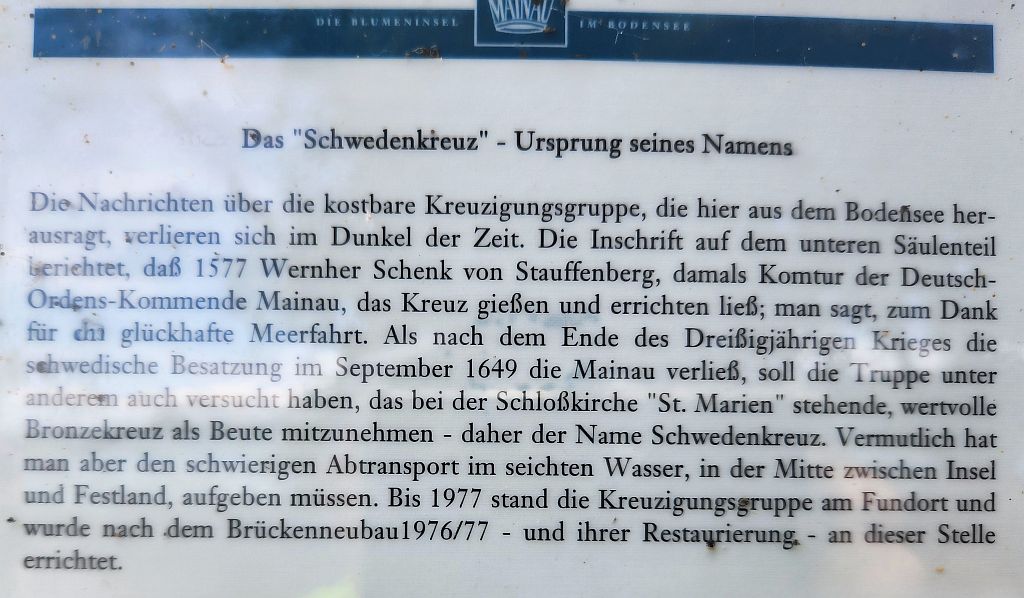 MAINAU
DIE BLUMENINSEL IM BODENSEE
Das "Schwedenkreuz" - Ursprung seines Namens
Die Nachrichten über die kostbare Kreuzigungsgruppe, die hier aus dem Bodensee her-
ausragt, verlieren sich im Dunkel der Zeit. Die Inschrift auf dem unteren Säulenteil
berichtet, daß 1577 Wernher Schenk von Stauffenberg, damals Komtur der Deutsch-
Ordens-Kommende Mainau, das Kreuz gießen und errichten ließ; man sagt, zum Dank
für glückhafte Meerfahrt. Als nach dem Ende des Dreißigjährigen Krieges die
schwedische Besatzung im September 1649 die Mainau verließ, soll die Truppe unter
anderem auch versucht haben, das bei der Schloßkirche "St. Marien" stehende, wertvolle
Bronzekreuz als Beute mitzunehmen - daher der Name Schwedenkreuz. Vermutlich hat
man aber den schwierigen Abtransport im seichten Wasser, in der Mitte zwischen Insel
und Festland, aufgeben müssen. Bis 1977 stand die Kreuzigungsgruppe am Fundort und
wurde nach dem Brückenneubau1976/77 - und ihrer Restaurierung - an dieser Stelle
errichtet.